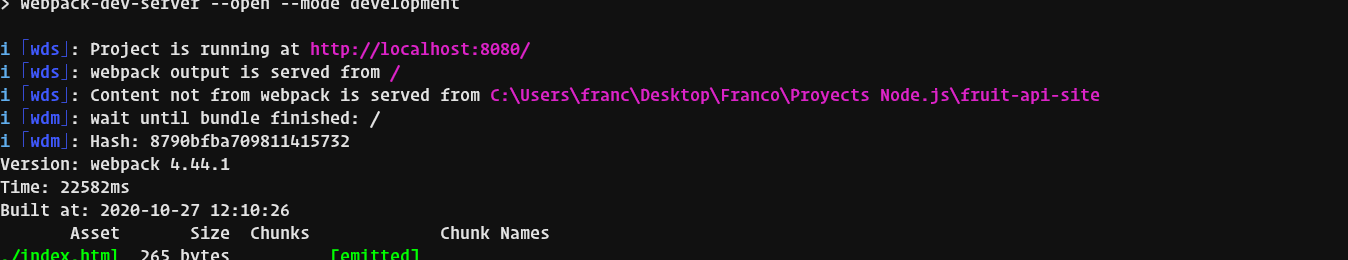 > webpack-dev-server --open --mode development
i ｢wds｣: Project is running at http://localhost:8080/
i ｢wds｣: webpack output is served from /
i ｢wds｣: Content not from webpack is served from C:\Users\franc\Desktop\Franco\Proyects Node.js\fruit-api-site
i ｢wdm｣: wait until bundle finished: /
i ｢wdm｣: Hash: 8790bfba709811415732
Version: webpack 4.44.1
Time: 22582ms
Built at: 2020-10-27 12:10:26
Asset Size Chunks Chunk Names
./index.html 265 bytes [emitted]